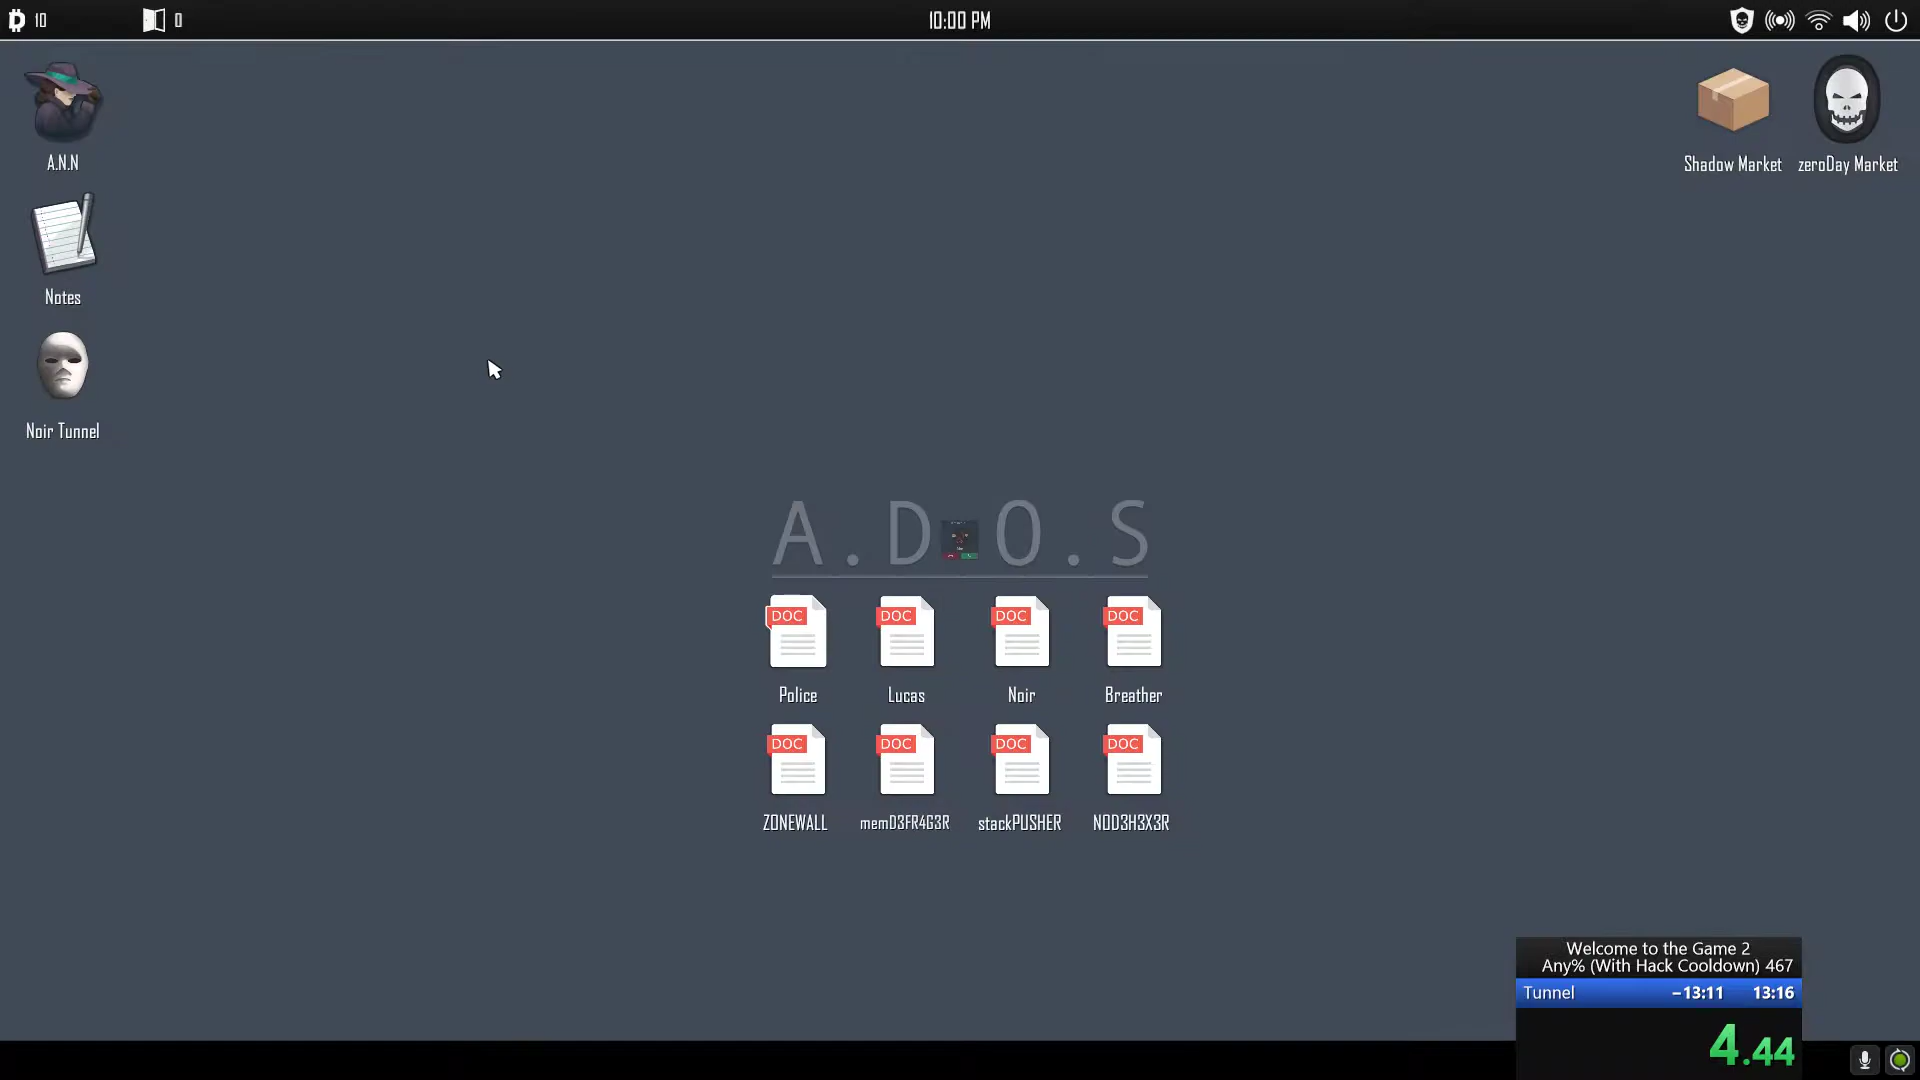 10
0
10:00 PM
A.N.N
Shadow Market
zeroDay Market
Notes
Noir Tunnel
A.D.O.S
DOC
DOC
DOC
DOC
Police
Lucas
Noir
Breather
DOC
DOC
DOC
DOC
ZONEWALL
memD3FR4G3R
stackPUSHER
NOD3H3X3R
Welcome to the Game 2
Any% (With Hack Cooldown) 467
Tunnel −13:11 13:16
4.44